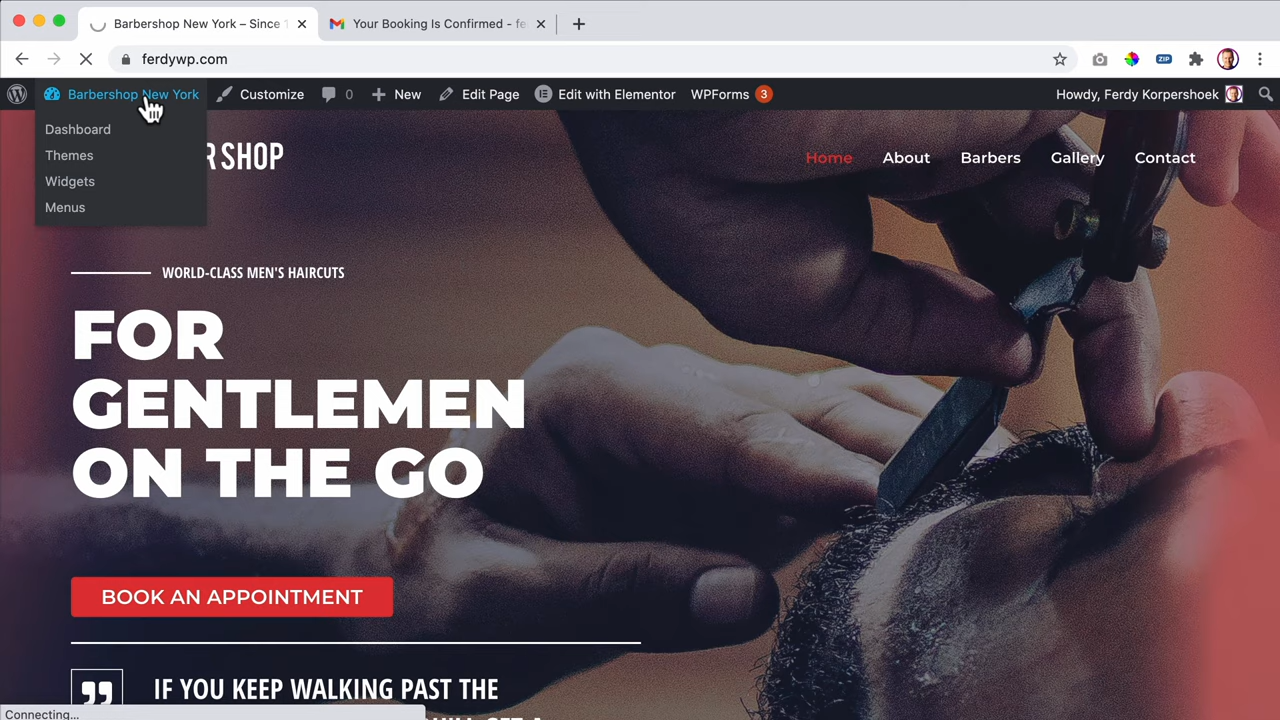 Barbershop New York – Since 1
Your Booking Is Confirmed - fe
ferdywp.com
ZIP
Barbershop New York
Customize
0
New
Edit Page
Edit with Elementor
WPForms 3
Howdy, Ferdy Korpershoek
Dashboard
Themes
Widgets
Menus
R SHOP
Home
About
Barbers
Gallery
Contact
WORLD-CLASS MEN'S HAIRCUTS
FOR
GENTLEMEN
ON THE GO
BOOK AN APPOINTMENT
IF YOU KEEP WALKING PAST THE
Connecting...